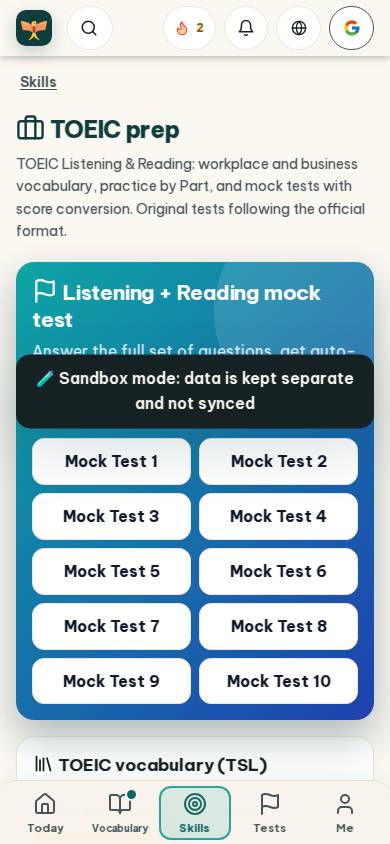 2
Skills
TOEIC prep
TOEIC Listening & Reading: workplace and business
vocabulary, practice by Part, and mock tests with
score conversion. Original tests following the official
format.
Listening + Reading mock
test
Answer the full set of questions, get auto-
🧪 Sandbox mode: data is kept separate
and not synced
Mock Test 1
Mock Test 2
Mock Test 3
Mock Test 4
Mock Test 5
Mock Test 6
Mock Test 7
Mock Test 8
Mock Test 9
Mock Test 10
TOEIC vocabulary (TSL)
Today
Vocabulary
Skills
Tests
Me